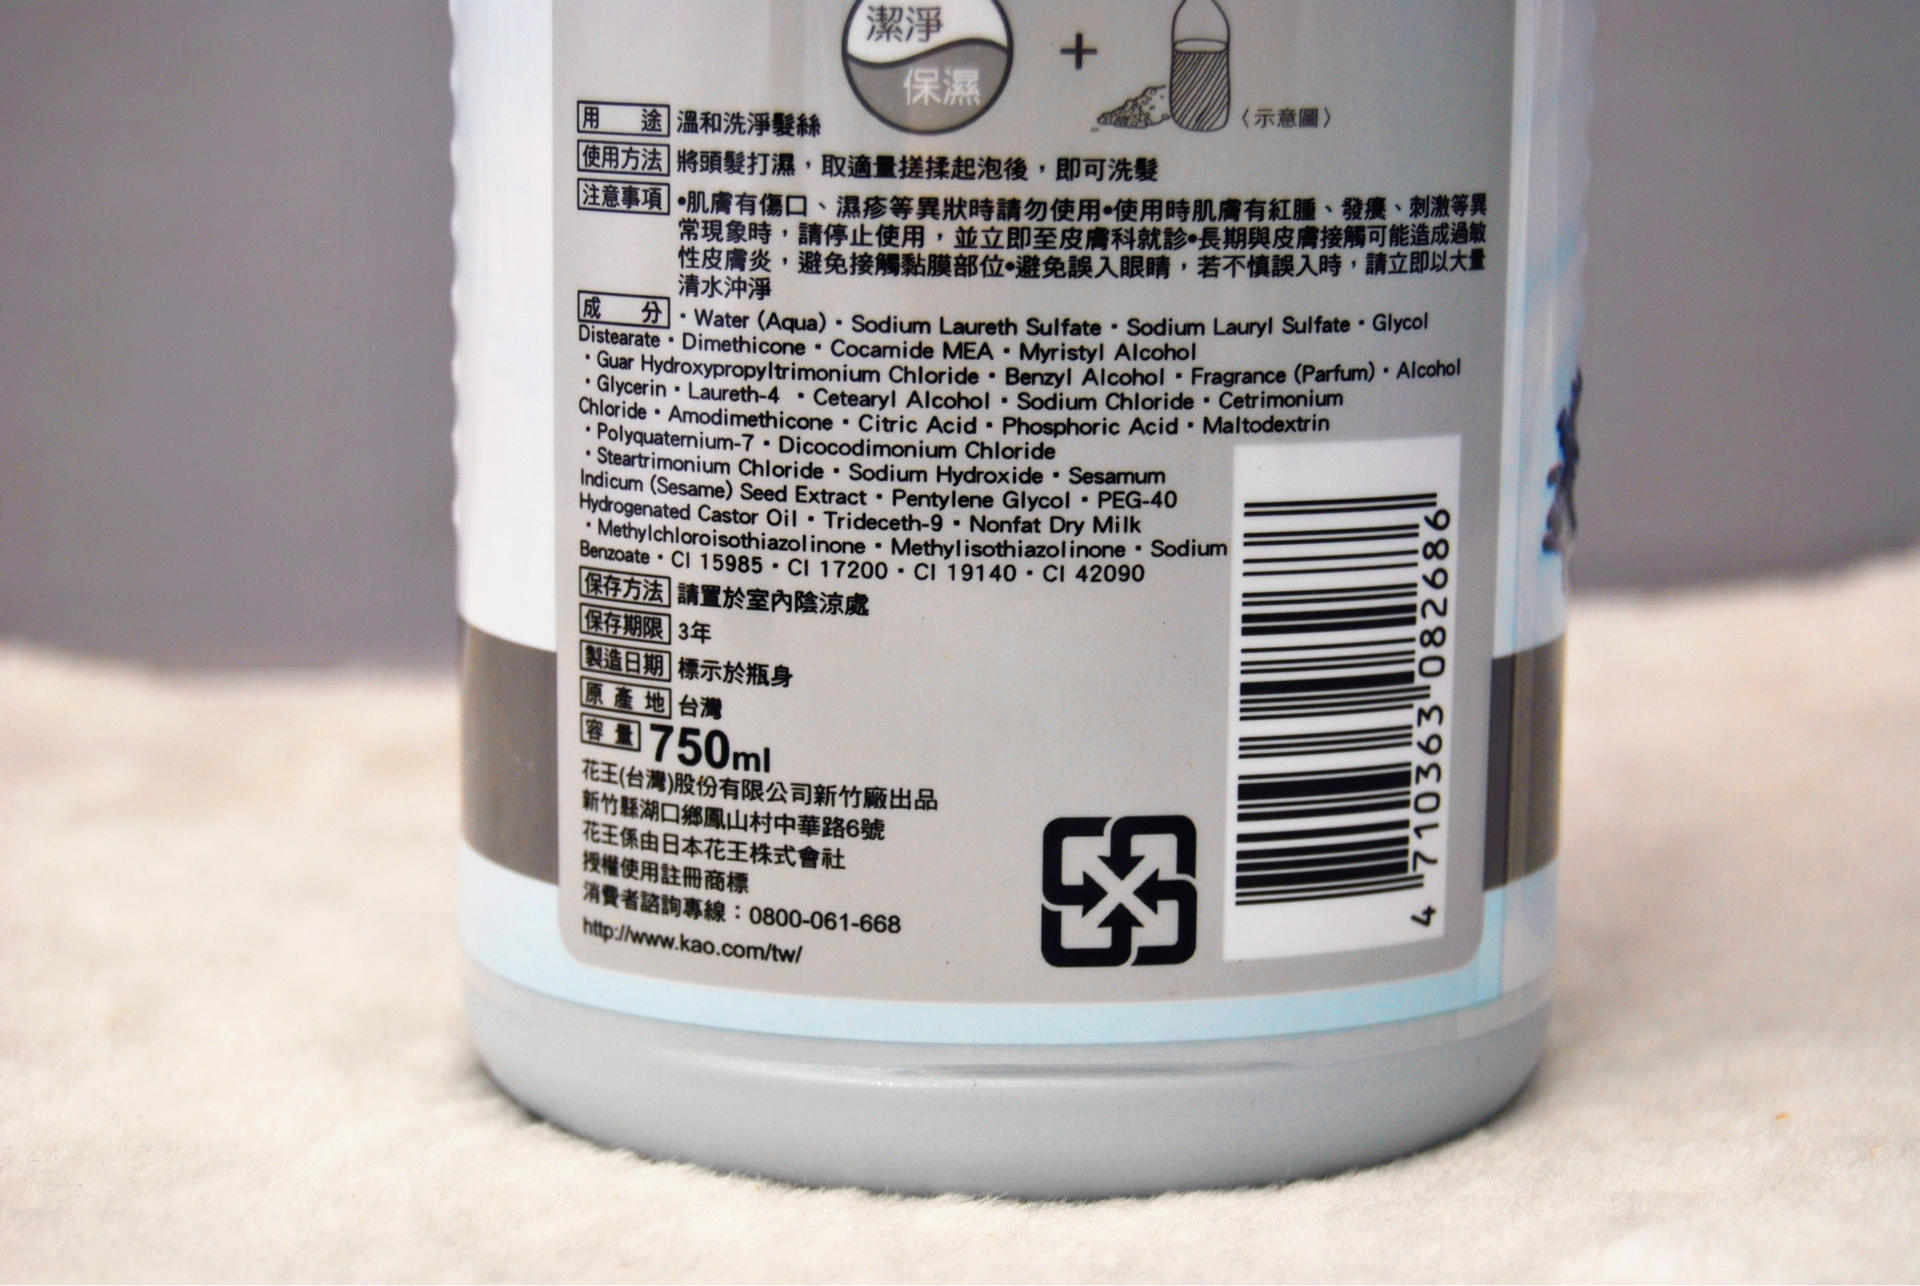 潔淨
保濕
+
〈示意圖〉
用途 溫和洗淨髮絲
使用方法 將頭髮打濕，取適量搓揉起泡後，即可洗髮
注意事項 •肌膚有傷口、濕疹等異狀時請勿使用•使用時肌膚有紅腫、發癢、刺激等異
常現象時，請停止使用，並立即至皮膚科就診•長期與皮膚接觸可能造成過敏
性皮膚炎，避免接觸黏膜部位•避免誤入眼睛，若不慎誤入時，請立即以大量
清水沖淨
成分 ・Water (Aqua)・Sodium Laureth Sulfate・Sodium Lauryl Sulfate・Glycol
Distearate・Dimethicone・Cocamide MEA・Myristyl Alcohol
・Guar Hydroxypropyltrimonium Chloride・Benzyl Alcohol・Fragrance (Parfum)・Alcohol
・Glycerin・Laureth-4 ・Cetearyl Alcohol・Sodium Chloride・Cetrimonium
Chloride・Amodimethicone・Citric Acid・Phosphoric Acid・Maltodextrin
・Polyquaternium-7・Dicocodimonium Chloride
・Steartrimonium Chloride・Sodium Hydroxide・Sesamum
Indicum (Sesame) Seed Extract・Pentylene Glycol・PEG-40
Hydrogenated Castor Oil・Trideceth-9・Nonfat Dry Milk
・Methylchloroisothiazolinone・Methylisothiazolinone・Sodium
Benzoate・CI 15985・CI 17200・CI 19140・CI 42090
保存方法 請置於室內陰涼處
保存期限 3年
製造日期 標示於瓶身
原產地 台灣
容量 750ml
花王(台灣)股份有限公司新竹廠出品
新竹縣湖口鄉鳳山村中華路6號
花王係由日本花王株式會社
授權使用註冊商標
消費者諮詢專線：0800-061-668
http://www.kao.com/tw/
4 710363 082686